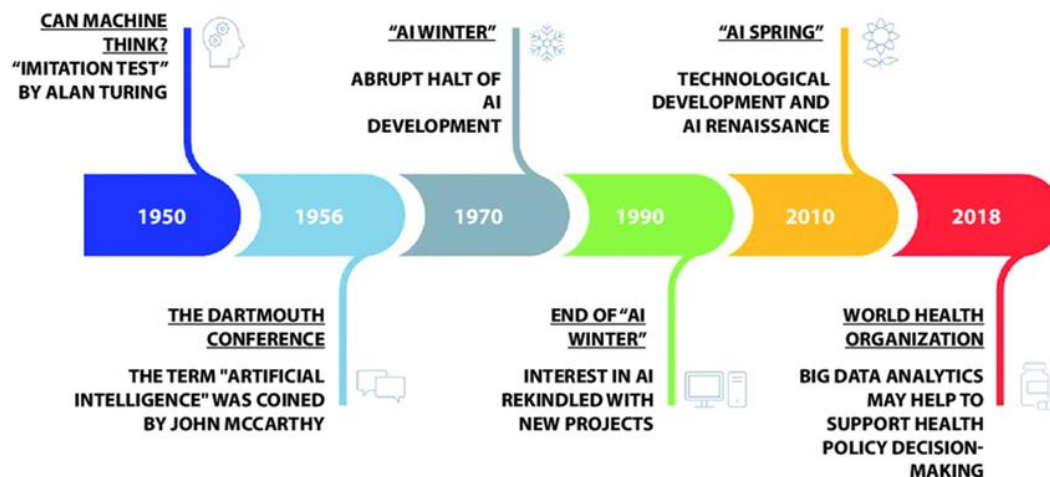 CAN MACHINE
THINK?
“IMITATION TEST”
BY ALAN TURING
“AI WINTER”
ABRUPT HALT OF
AI
DEVELOPMENT
“AI SPRING”
TECHNOLOGICAL
DEVELOPMENT AND
AI RENAISSANCE
1950
1956
1970
1990
2010
2018
THE DARTMOUTH
CONFERENCE
THE TERM "ARTIFICIAL
INTELLIGENCE" WAS COINED
BY JOHN MCCARTHY
END OF “AI
WINTER”
INTEREST IN AI
REKINDLED WITH
NEW PROJECTS
WORLD HEALTH
ORGANIZATION
BIG DATA ANALYTICS
MAY HELP TO
SUPPORT HEALTH
POLICY DECISION-
MAKING